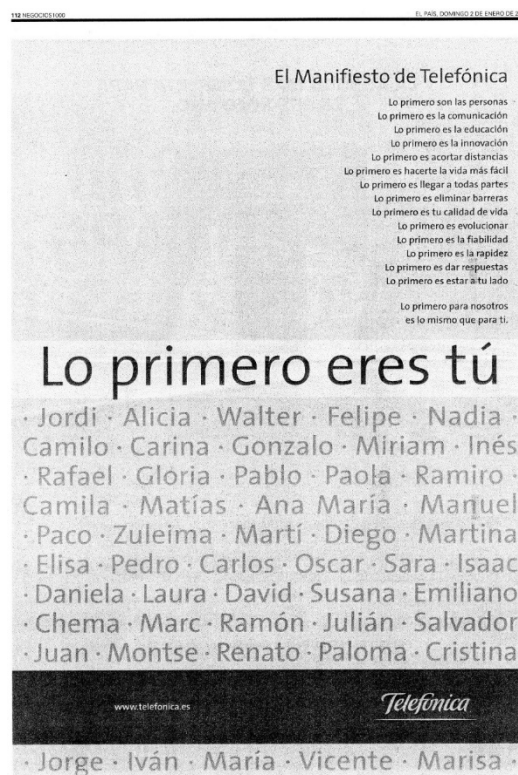 112 NEGOCIOS1000
EL PAÍS, DOMINGO 2 DE ENERO DE 2
El Manifiesto de Telefónica
Lo primero son las personas
Lo primero es la comunicación
Lo primero es la educación
Lo primero es la innovación
Lo primero es acortar distancias
Lo primero es hacerte la vida más fácil
Lo primero es llegar a todas partes
Lo primero es eliminar barreras
Lo primero es tu calidad de vida
Lo primero es evolucionar
Lo primero es la fiabilidad
Lo primero es la rapidez
Lo primero es dar respuestas
Lo primero es estar a tu lado
Lo primero para nosotros
es lo mismo que para ti.
Lo primero eres tú
· Jordi · Alicia · Walter · Felipe · Nadia ·
Camilo · Carina · Gonzalo · Miriam · Inés
· Rafael · Gloria · Pablo · Paola · Ramiro ·
Camila · Matías · Ana María · Manuel
· Paco · Zuleima · Martí · Diego · Martina
· Elisa · Pedro · Carlos · Oscar · Sara · Isaac
· Daniela · Laura · David · Susana · Emiliano
· Chema · Marc · Ramón · Julián · Salvador
· Juan · Montse · Renato · Paloma · Cristina
www.telefonica.es
Telefónica
· Jorge · Iván · María · Vicente · Marisa ·